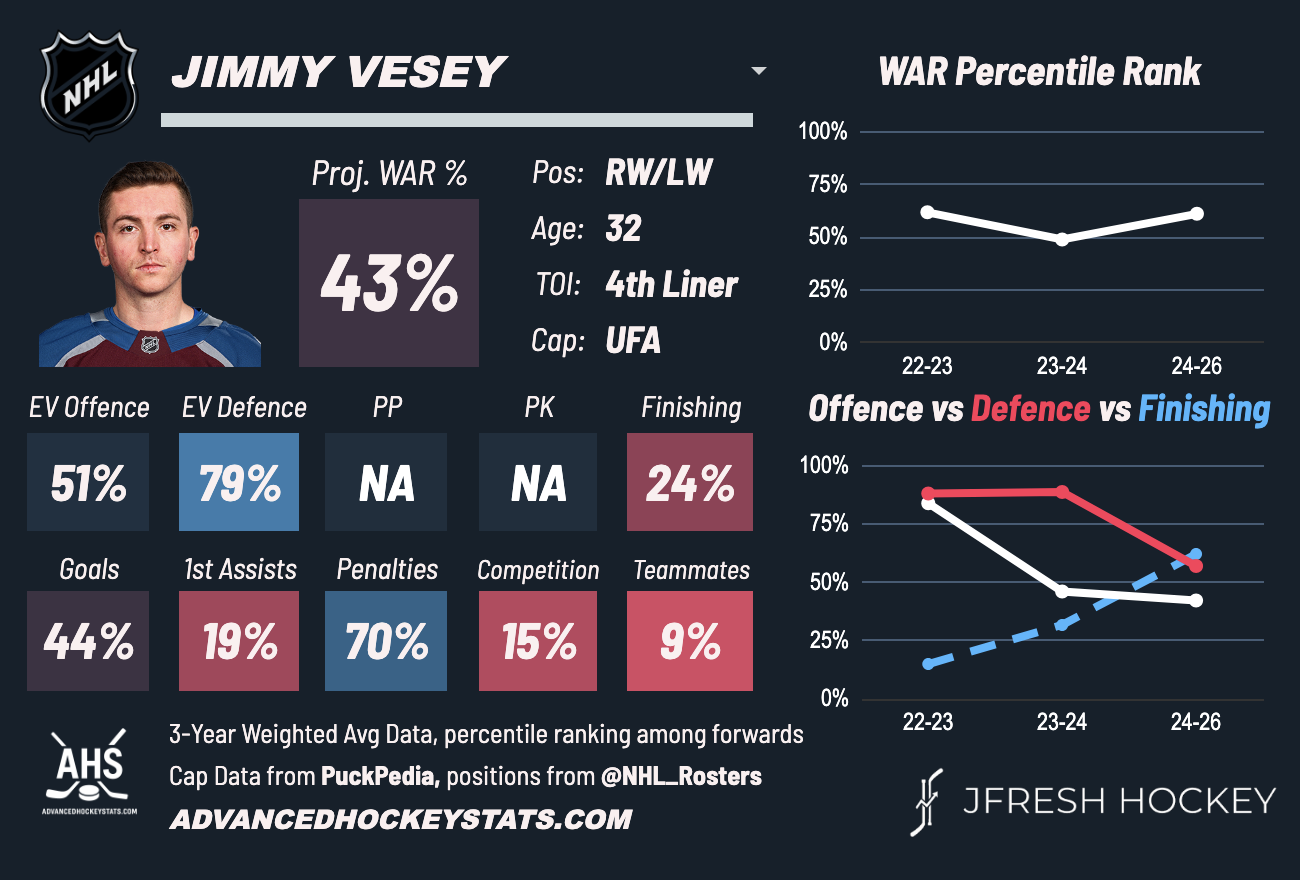 NHL
JIMMY VESEY
WAR Percentile Rank
Proj. WAR %
43%
Pos: RW/LW
Age: 32
TOI: 4th Liner
Cap: UFA
100%
75%
50%
25%
0%
22-23 23-24 24-26
EV Offence EV Defence PP PK Finishing
51% 79% NA NA 24%
Goals 1st Assists Penalties Competition Teammates
44% 19% 70% 15% 9%
Offence vs Defence vs Finishing
100%
75%
50%
25%
0%
22-23 23-24 24-26
AHS
ADVANCEDHOCKEYSTATS.COM
3-Year Weighted Avg Data, percentile ranking among forwards
Cap Data from PuckPedia, positions from @NHL_Rosters
ADVANCEDHOCKEYSTATS.COM
JFRESH HOCKEY